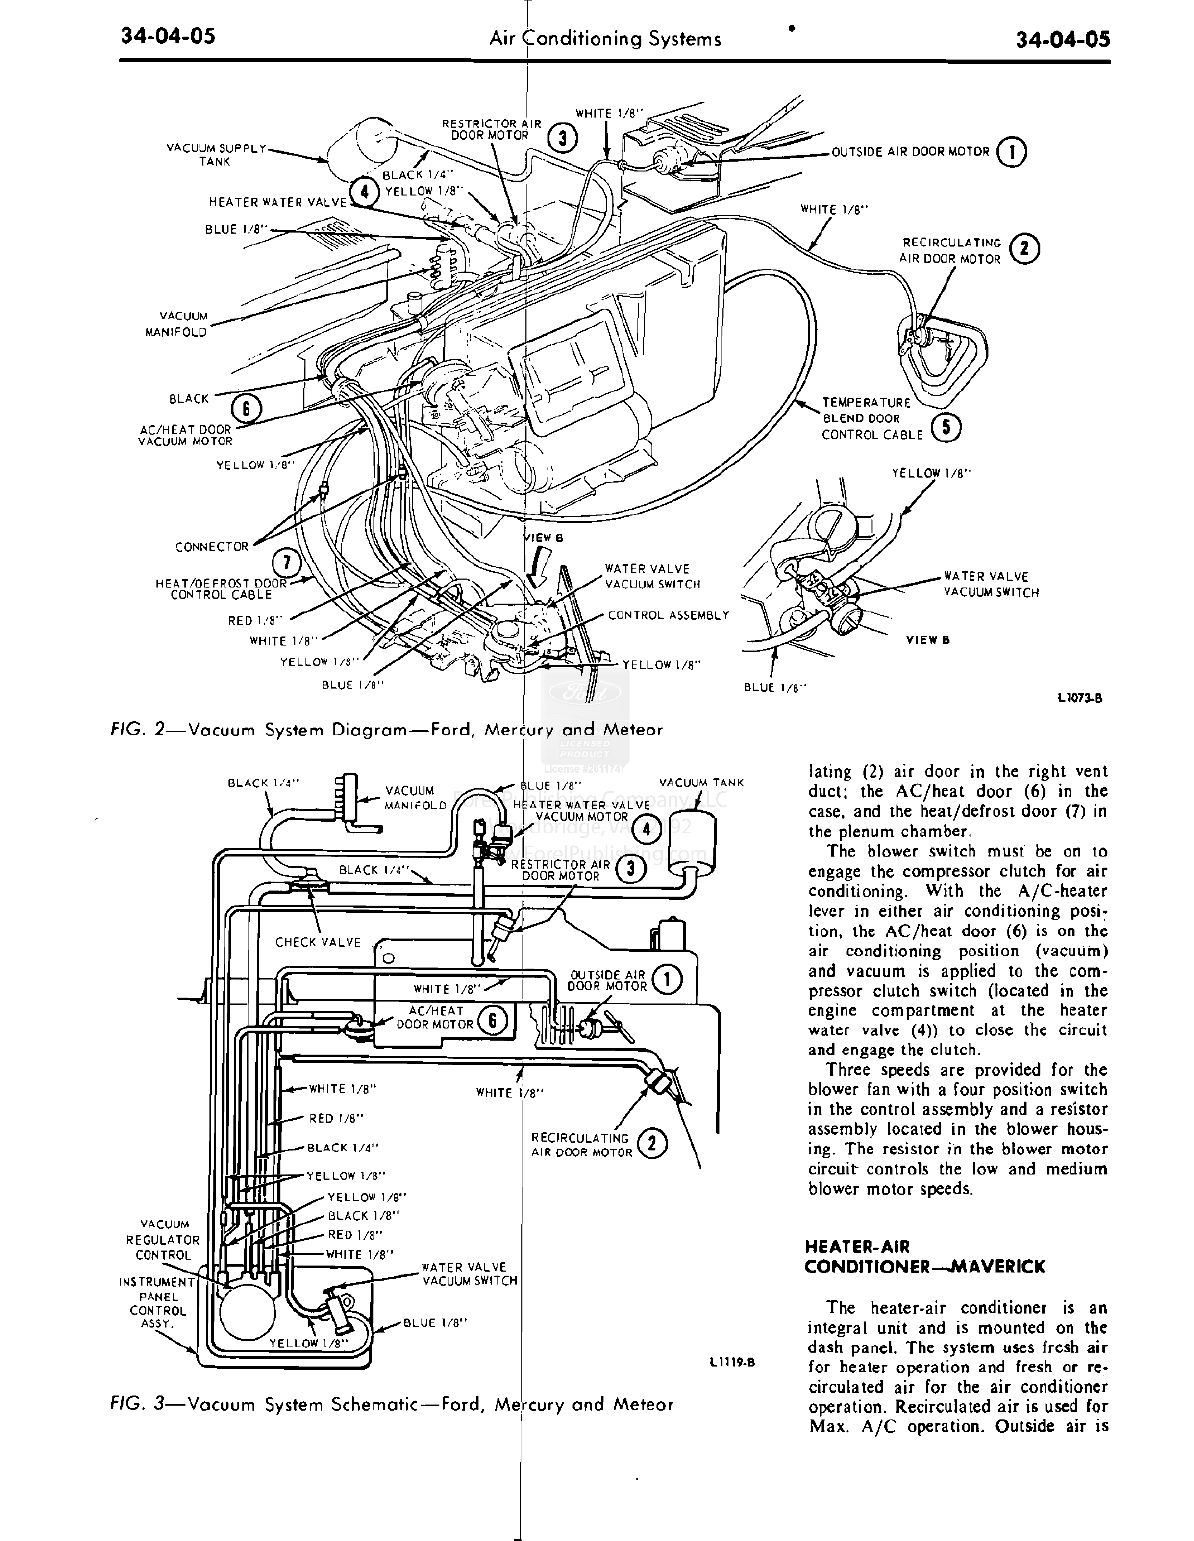 34-04-05
Air Conditioning Systems
34-04-05
WHITE 1/8"
RESTRICTOR AIR
DOOR MOTOR
3
VACUUM SUPPLY
TANK
OUTSIDE AIR DOOR MOTOR 1
BLACK 1/4"
4 YELLOW 1/8"
HEATER WATER VALVE
WHITE 1/8"
BLUE 1/8"
RECIRCULATING
AIR DOOR MOTOR
2
VACUUM
MANIFOLD
BLACK
6
AC/HEAT DOOR
VACUUM MOTOR
TEMPERATURE
BLEND DOOR
CONTROL CABLE
5
YELLOW 1/8"
YELLOW 1/8"
CONNECTOR
VIEW B
7
HEAT/DEFROST DOOR
CONTROL CABLE
WATER VALVE
VACUUM SWITCH
WATER VALVE
VACUUM SWITCH
RED 1/8"
CONTROL ASSEMBLY
WHITE 1/8"
VIEW B
YELLOW 1/8"
YELLOW 1/8"
BLUE 1/8"
BLUE 1/8"
L1073-B
Ford
LICENSED
PRODUCT
FIG. 2—Vacuum System Diagram—Ford, Mercury and Meteor
BLACK 1/4"
VACUUM
MANIFOLD
BLUE 1/8"
VACUUM TANK
HEATER WATER VALVE
VACUUM MOTOR
4
BLACK 1/4"
RESTRICTOR AIR
DOOR MOTOR
3
CHECK VALVE
OUTSIDE AIR
DOOR MOTOR
1
WHITE 1/8"
AC/HEAT
DOOR MOTOR
6
WHITE 1/8"
WHITE 1/8"
RED 1/8"
RECIRCULATING
AIR DOOR MOTOR
2
BLACK 1/4"
YELLOW 1/8"
YELLOW 1/8"
BLACK 1/8"
RED 1/8"
WHITE 1/8"
VACUUM
REGULATOR
CONTROL
WATER VALVE
VACUUM SWITCH
INSTRUMENT
PANEL
CONTROL
ASSY.
BLUE 1/8"
YELLOW 1/8"
L1119-B
FIG. 3—Vacuum System Schematic—Ford, Mercury and Meteor
lating (2) air door in the right vent
duct; the AC/heat door (6) in the
case, and the heat/defrost door (7) in
the plenum chamber.
The blower switch must be on to
engage the compressor clutch for air
conditioning. With the A/C-heater
lever in either air conditioning posi-
tion, the AC/heat door (6) is on the
air conditioning position (vacuum)
and vacuum is applied to the com-
pressor clutch switch (located in the
engine compartment at the heater
water valve (4)) to close the circuit
and engage the clutch.
Three speeds are provided for the
blower fan with a four position switch
in the control assembly and a resistor
assembly located in the blower hous-
ing. The resistor in the blower motor
circuit controls the low and medium
blower motor speeds.
HEATER-AIR
CONDITIONER—MAVERICK
The heater-air conditioner is an
integral unit and is mounted on the
dash panel. The system uses fresh air
for heater operation and fresh or re-
circulated air for the air conditioner
operation. Recirculated air is used for
Max. A/C operation. Outside air is